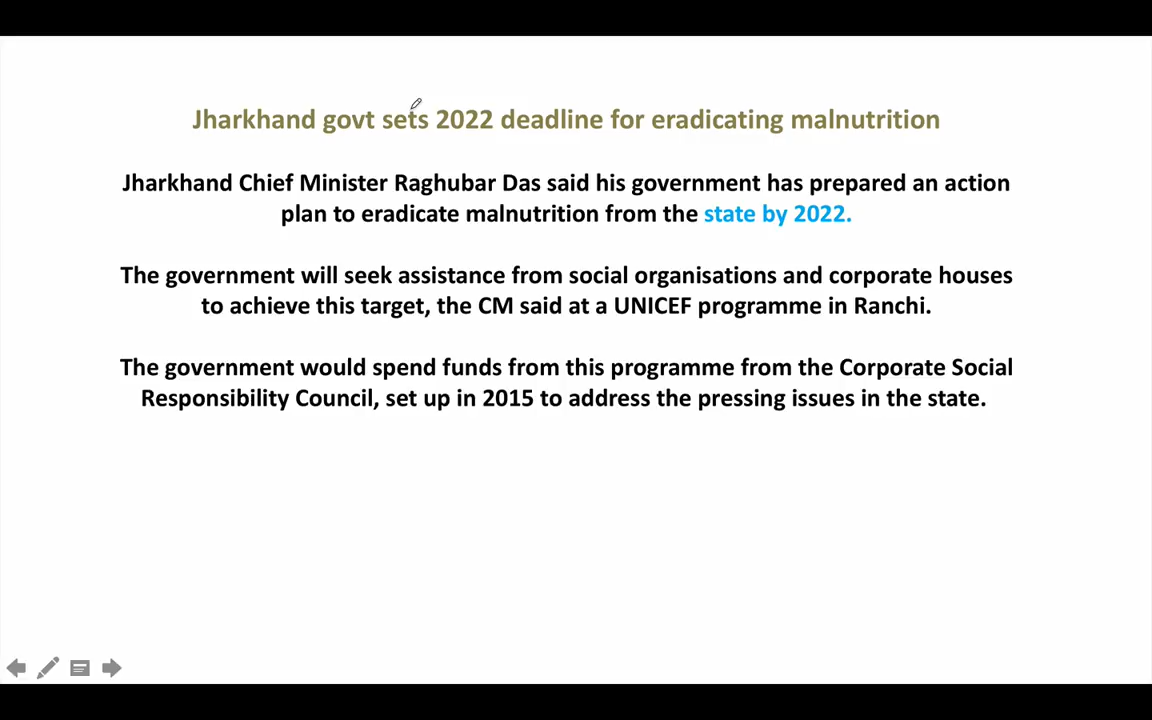 Jharkhand govt sets 2022 deadline for eradicating malnutrition
Jharkhand Chief Minister Raghubar Das said his government has prepared an action
plan to eradicate malnutrition from the state by 2022.
The government will seek assistance from social organisations and corporate houses
to achieve this target, the CM said at a UNICEF programme in Ranchi.
The government would spend funds from this programme from the Corporate Social
Responsibility Council, set up in 2015 to address the pressing issues in the state.